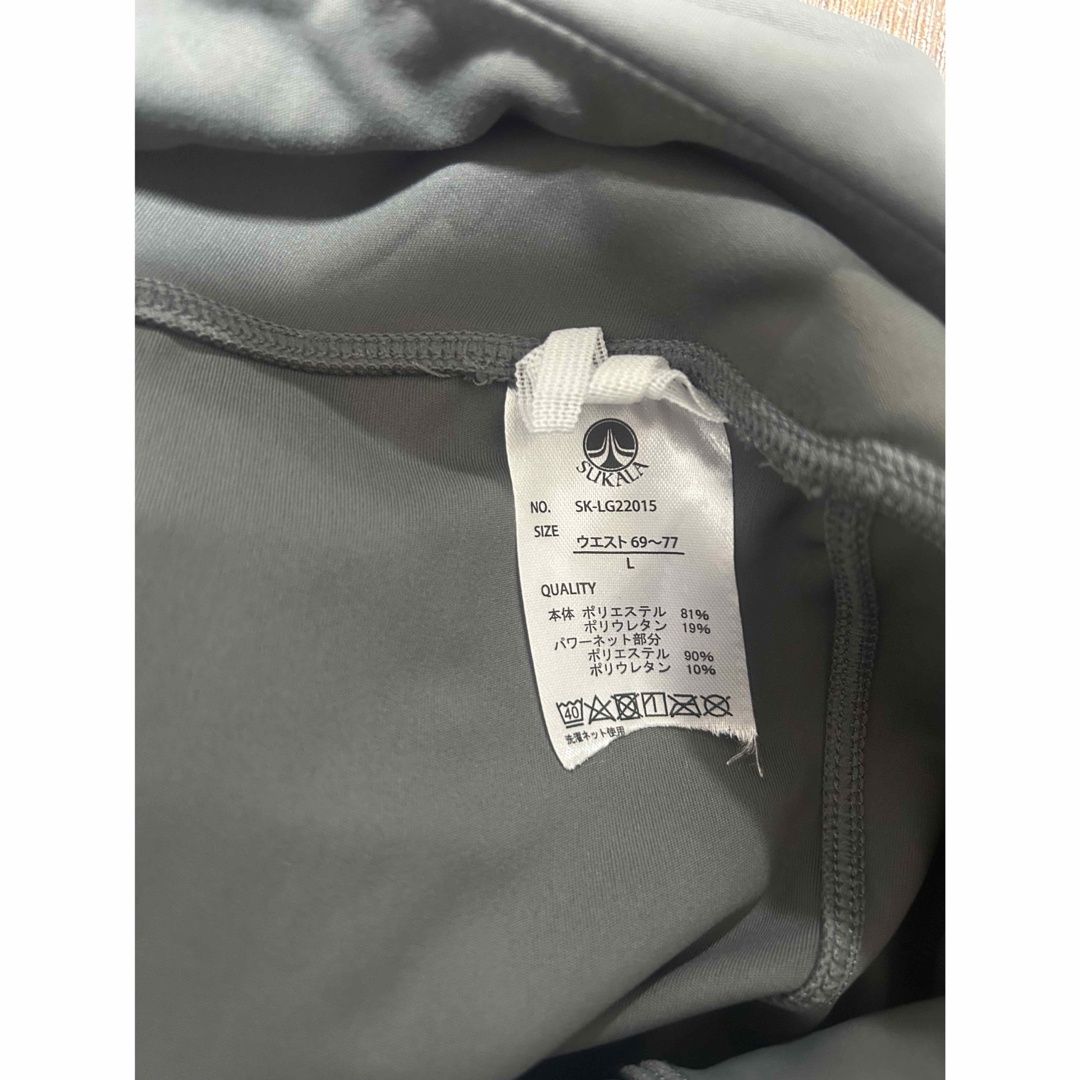 SUKALA
NO. SK-LG22015
SIZE ウエスト 69～77
L
QUALITY
本体 ポリエステル 81%
ポリウレタン 19%
パワーネット部分
ポリエステル 90%
ポリウレタン 10%
40
洗濯ネット使用